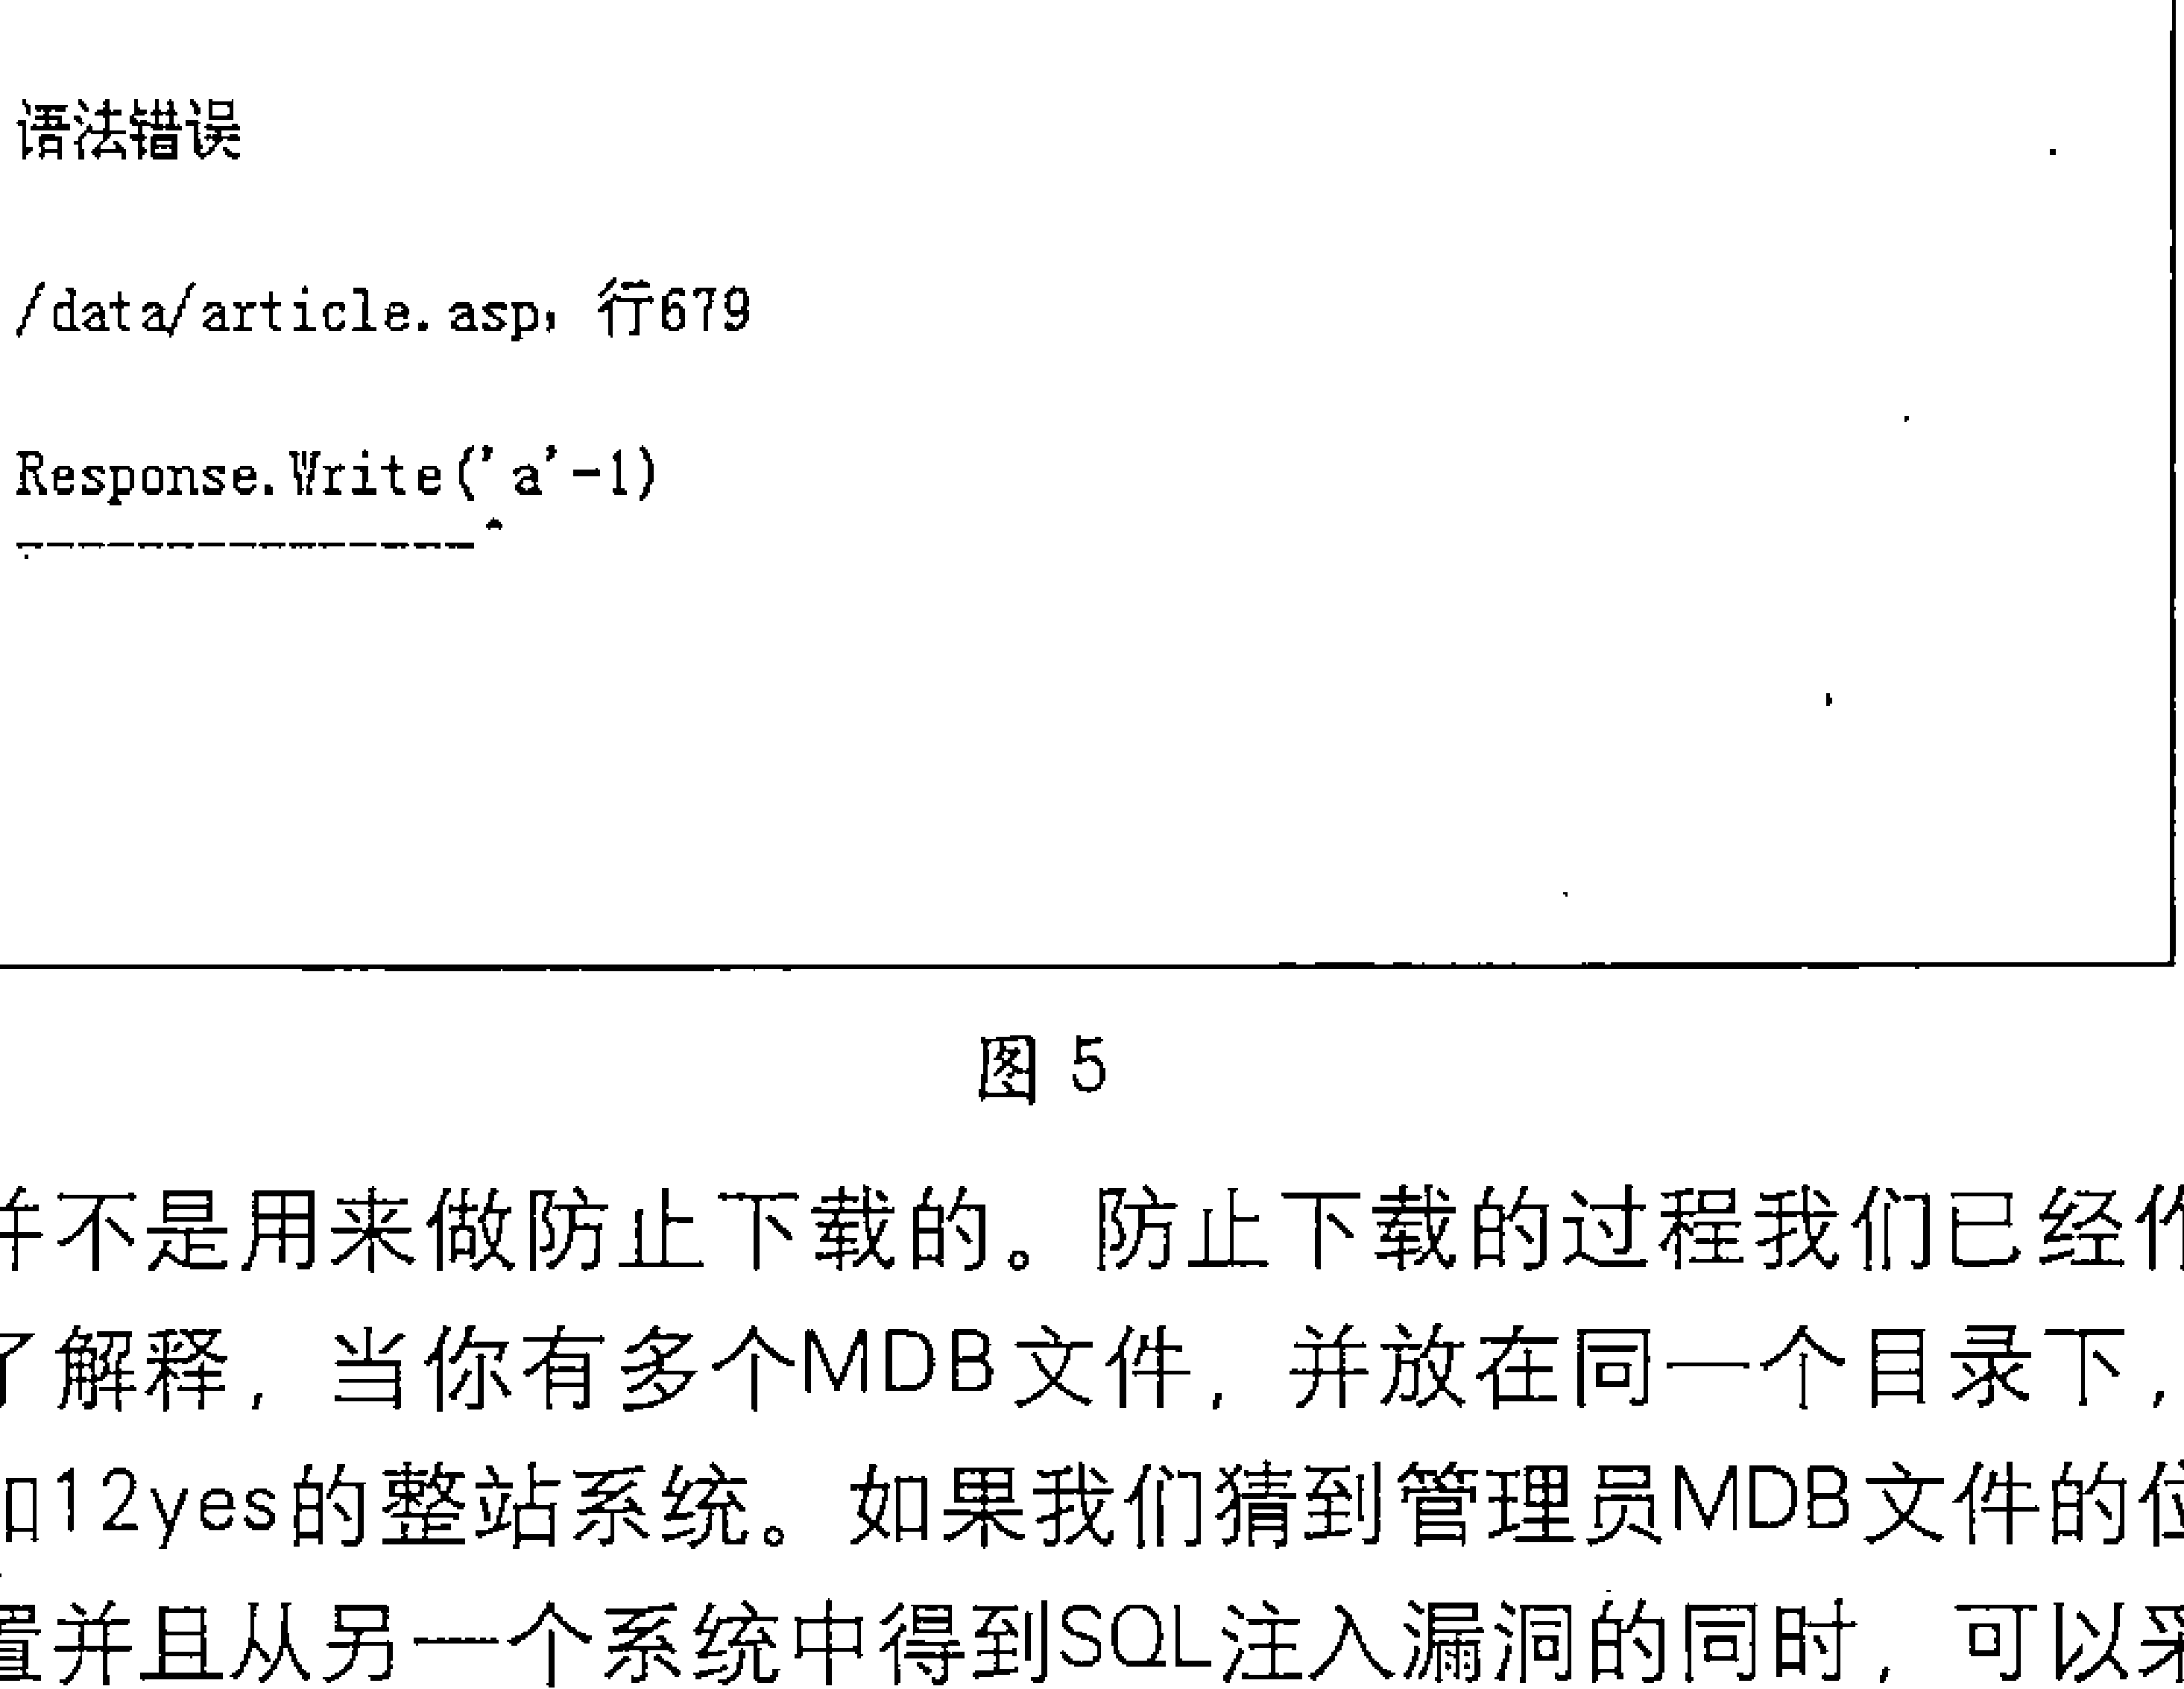 语法错误
/data/article.asp，行679
Response.Write('a'-1)
---------------^
图 5
并不是用来做防止下载的。防止下载的过程我们已经作
了解释，当你有多个MDB文件，并放在同一个目录下，
如12yes的整站系统。如果我们猜到管理员MDB文件的位
置并且从另一个系统中得到SQL注入漏洞的同时，可以采